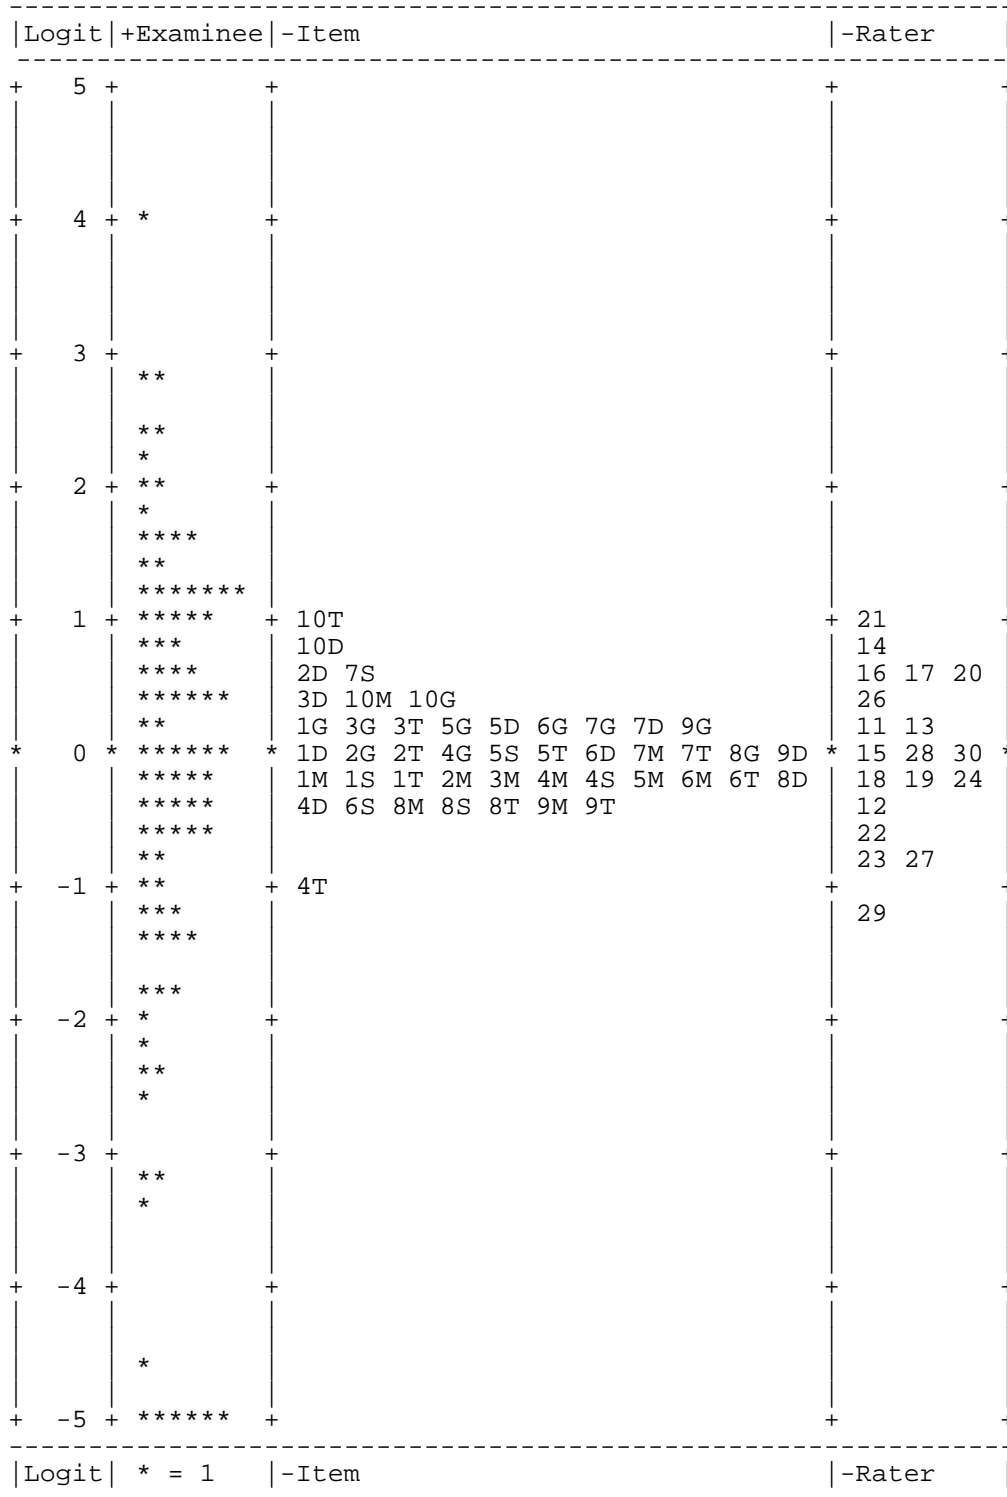 |Logit|+Examinee|-Item |-Rater |
+ 5 + + + +
+ 4 + * + + +
+ 3 + + + +
| | ** | | |
| | ** | | |
| | * | | |
+ 2 + ** + + +
| | * | | |
| | **** | | |
| | ** | | |
| | ******* | | |
+ 1 + ***** + 10T + 21 +
| | *** | 10D | 14 |
| | **** | 2D 7S | 16 17 20 |
| | ****** | 3D 10M 10G | 26 |
| | ** | 1G 3G 3T 5G 5D 6G 7G 7D 9G | 11 13 |
* 0 * ****** * 1D 2G 2T 4G 5S 5T 6D 7M 7T 8G 9D * 15 28 30 *
| | ***** | 1M 1S 1T 2M 3M 4M 4S 5M 6M 6T 8D | 18 19 24 |
| | ***** | 4D 6S 8M 8S 8T 9M 9T | 12 |
| | ***** | | 22 |
| | ** | | 23 27 |
+ -1 + ** + 4T + +
| | *** | | 29 |
| | **** | | |
| | *** | | |
+ -2 + * + + +
| | * | | |
| | ** | | |
| | * | | |
+ -3 + + + +
| | ** | | |
| | * | | |
+ -4 + + + +
| | * | | |
+ -5 + ****** + + +
|Logit| * = 1 |-Item |-Rater |